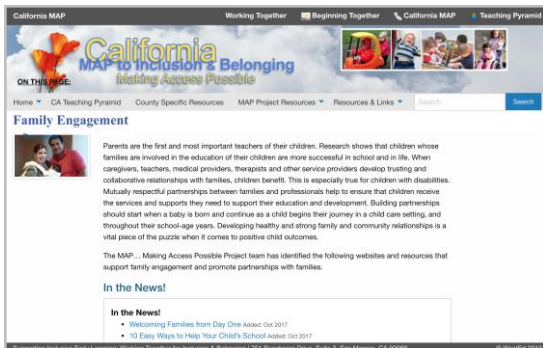 California MAP
Working Together Beginning Together California MAP Teaching Pyramid
California
MAP to Inclusion & Belonging
Making Access Possible
ON THIS PAGE:
Home CA Teaching Pyramid County Specific Resources MAP Project Resources Resources & Links Search Search
Family Engagement
Parents are the first and most important teachers of their children. Research shows that children whose
families are involved in the education of their children are more successful in school and in life. When
caregivers, teachers, medical providers, therapists and other service providers develop trusting and
collaborative relationships with families, children benefit. This is especially true for children with disabilities.
Mutually respectful partnerships between families and professionals help to ensure that children receive
the services and supports they need to support their education and development. Building partnerships
should start when a baby is born and continue as a child begins their journey in a child care setting, and
throughout their school-age years. Developing healthy and strong family and community relationships is a
vital piece of the puzzle when it comes to positive child outcomes.
The MAP... Making Access Possible Project team has identified the following websites and resources that
support family engagement and promote partnerships with families.
In the News!
In the News!
Welcoming Families from Day One Added: Oct 2017
10 Easy Ways to Help Your Child's School Added: Oct 2017